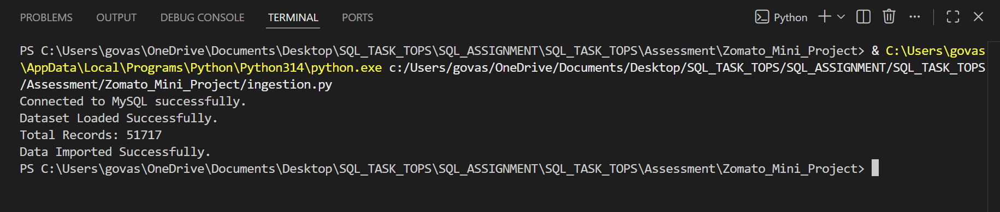 PROBLEMS OUTPUT DEBUG CONSOLE TERMINAL PORTS Python
PS C:\Users\govas\OneDrive\Documents\Desktop\SQL_TASK_TOPS\SQL_ASSIGNMENT\SQL_TASK_TOPS\Assessment\Zomato_Mini_Project> & C:\Users\govas
\AppData\Local\Programs\Python\Python314\python.exe c:/Users/govas/OneDrive/Documents/Desktop/SQL_TASK_TOPS/SQL_ASSIGNMENT/SQL_TASK_TOPS
/Assessment/Zomato_Mini_Project/ingestion.py
Connected to MySQL successfully.
Dataset Loaded Successfully.
Total Records: 51717
Data Imported Successfully.
PS C:\Users\govas\OneDrive\Documents\Desktop\SQL_TASK_TOPS\SQL_ASSIGNMENT\SQL_TASK_TOPS\Assessment\Zomato_Mini_Project>